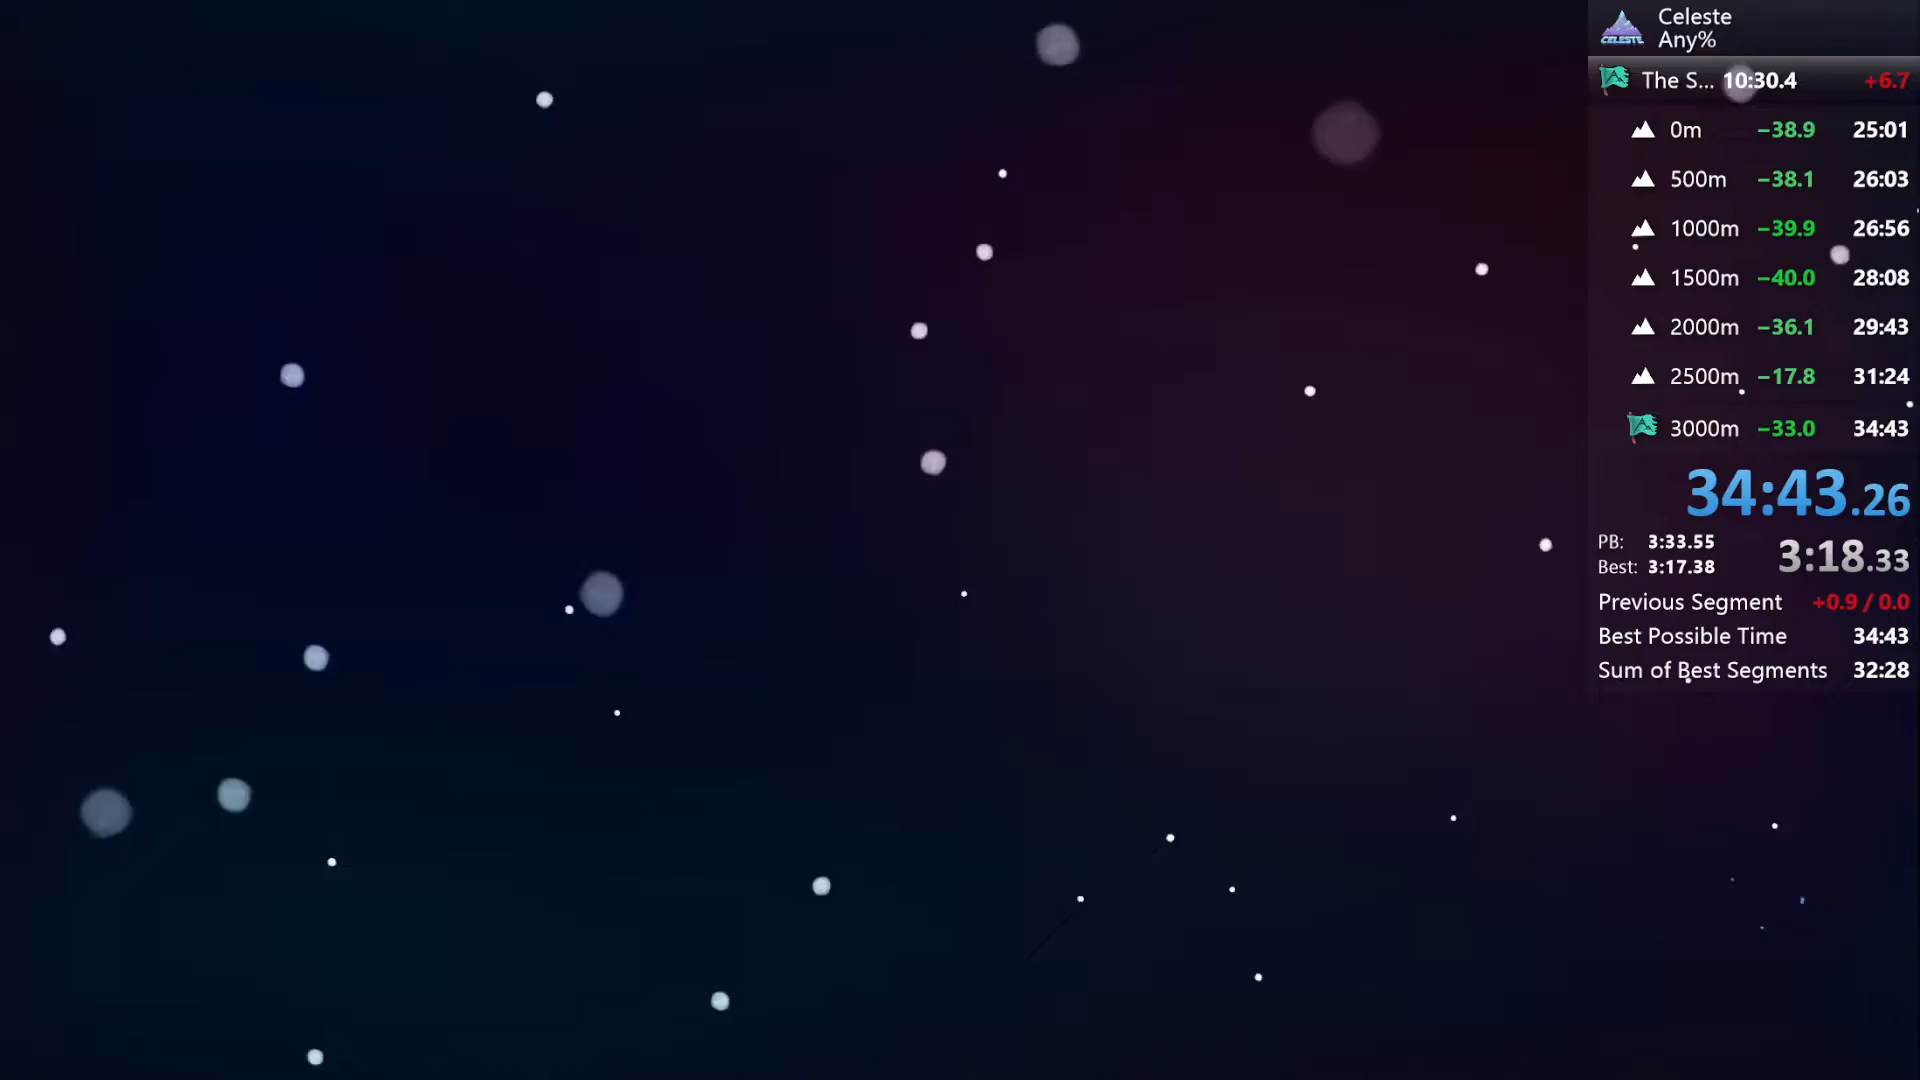 CELESTE
Celeste
Any%
The S... 10:30.4 +6.7
0m −38.9 25:01
500m −38.1 26:03
1000m −39.9 26:56
1500m −40.0 28:08
2000m −36.1 29:43
2500m −17.8 31:24
3000m −33.0 34:43
34:43.26
PB: 3:33.55
Best: 3:17.38
3:18.33
Previous Segment +0.9 / 0.0
Best Possible Time 34:43
Sum of Best Segments 32:28